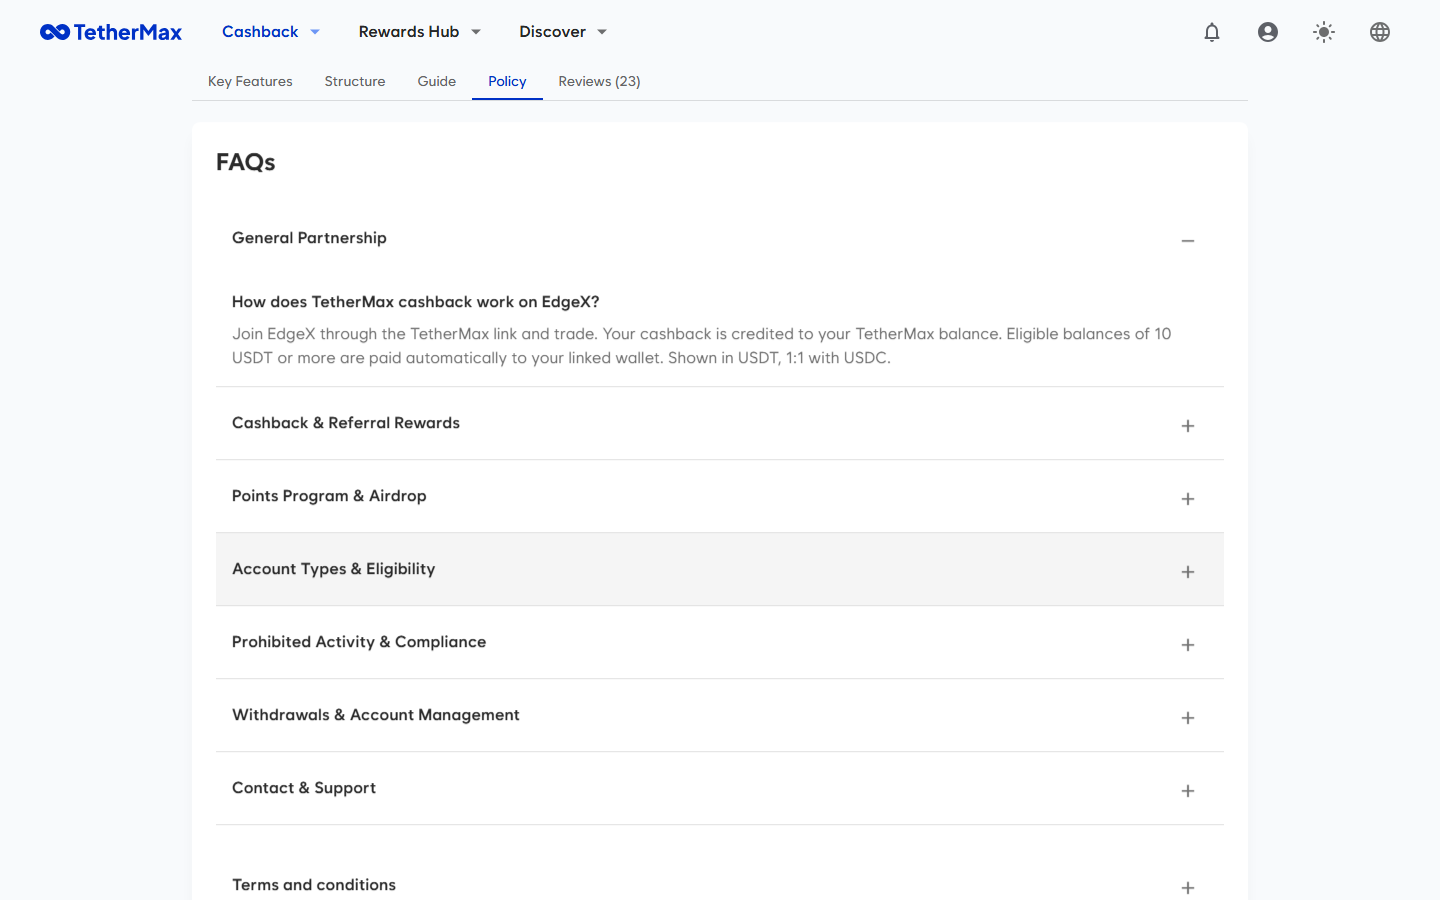 TetherMax
Cashback
Rewards Hub
Discover
Key Features
Structure
Guide
Policy
Reviews (23)
FAQs
General Partnership
How does TetherMax cashback work on EdgeX?
Join EdgeX through the TetherMax link and trade. Your cashback is credited to your TetherMax balance. Eligible balances of 10
USDT or more are paid automatically to your linked wallet. Shown in USDT, 1:1 with USDC.
Cashback & Referral Rewards
Points Program & Airdrop
Account Types & Eligibility
Prohibited Activity & Compliance
Withdrawals & Account Management
Contact & Support
Terms and conditions